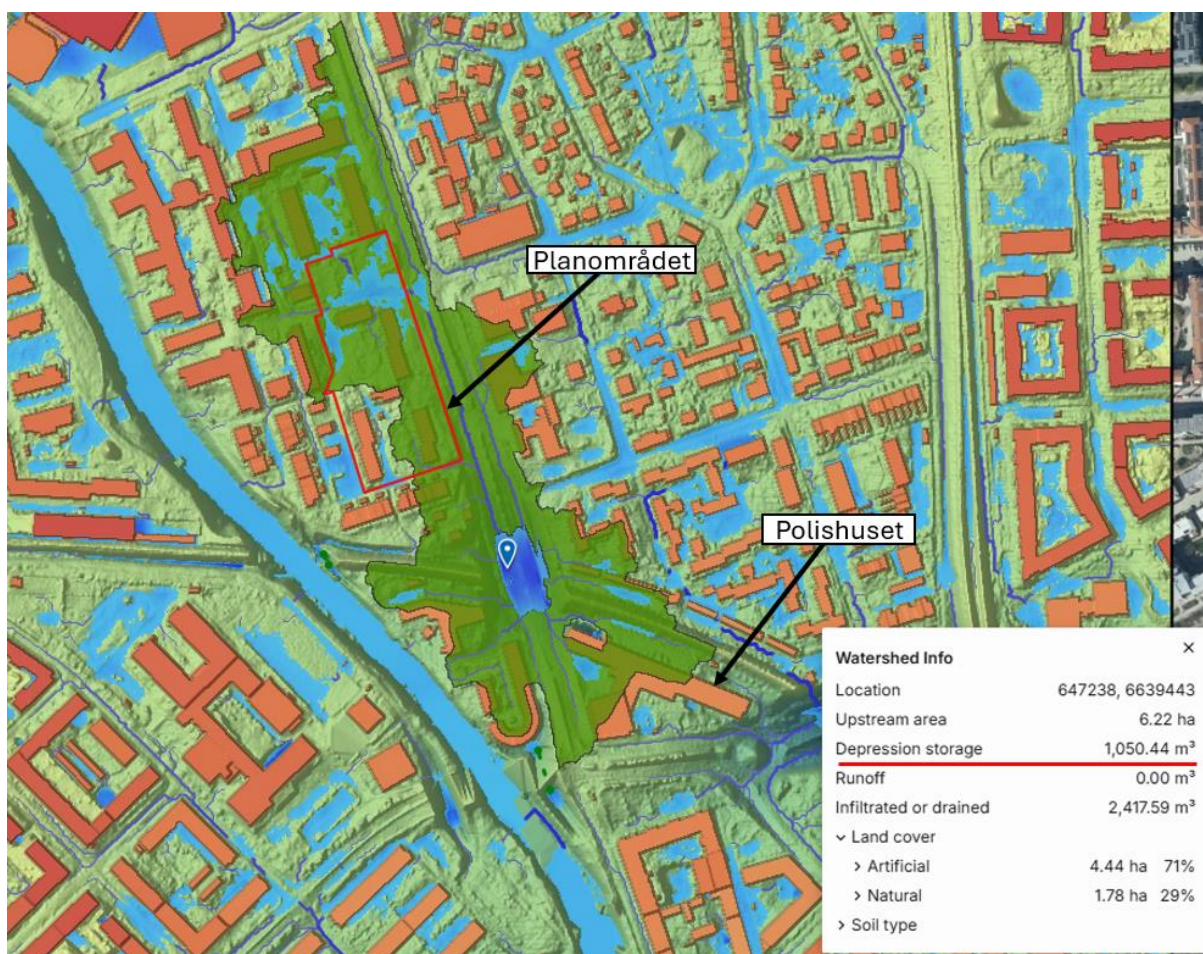 Planområdet
Polishuset
Watershed Info ×
Location 647238, 6639443
Upstream area 6.22 ha
Depression storage 1,050.44 m³
Runoff 0.00 m³
Infiltrated or drained 2,417.59 m³
Land cover
Artificial 4.44 ha 71%
Natural 1.78 ha 29%
Soil type